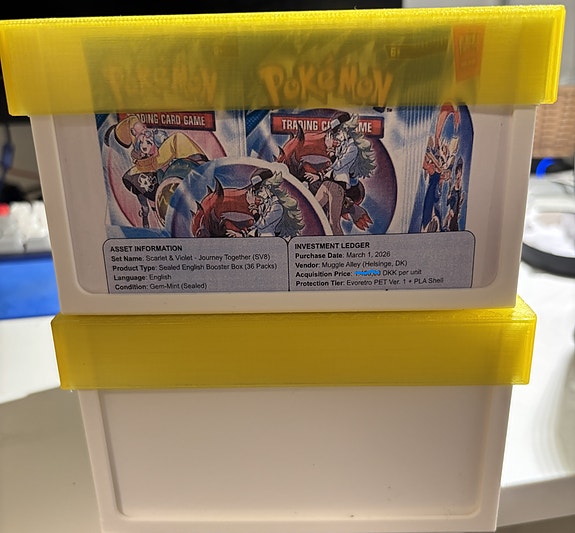 POKéMON POKéMON
TRADING CARD GAME TRADING CARD GAME
ASSET INFORMATION
Set Name: Scarlet & Violet - Journey Together (SV8)
Product Type: Sealed English Booster Box (36 Packs)
Language: English
Condition: Gem-Mint (Sealed)
INVESTMENT LEDGER
Purchase Date: March 1, 2026
Vendor: Muggle Alley (Helsinge, DK)
Acquisition Price: DKK per unit
Protection Tier: Evoretro PET Ver. 1 + PLA Shell